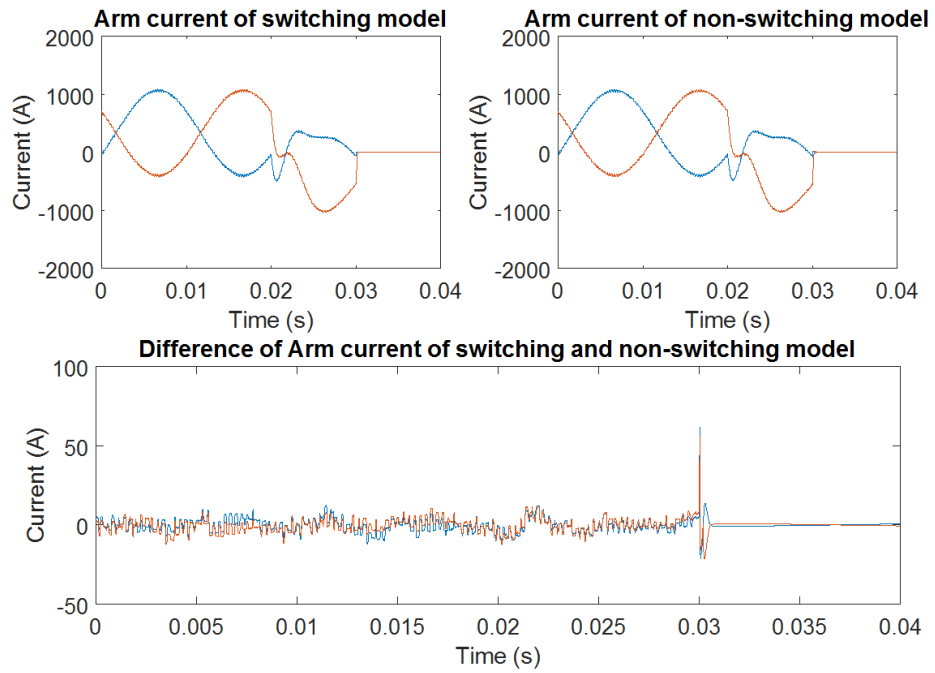 Arm current of switching model
2000
1000
0
-1000
-2000
Current (A)
0 0.01 0.02 0.03 0.04
Time (s)
Arm current of non-switching model
2000
1000
0
-1000
-2000
Current (A)
0 0.01 0.02 0.03 0.04
Time (s)
Difference of Arm current of switching and non-switching model
100
50
0
-50
Current (A)
0 0.005 0.01 0.015 0.02 0.025 0.03 0.035 0.04
Time (s)